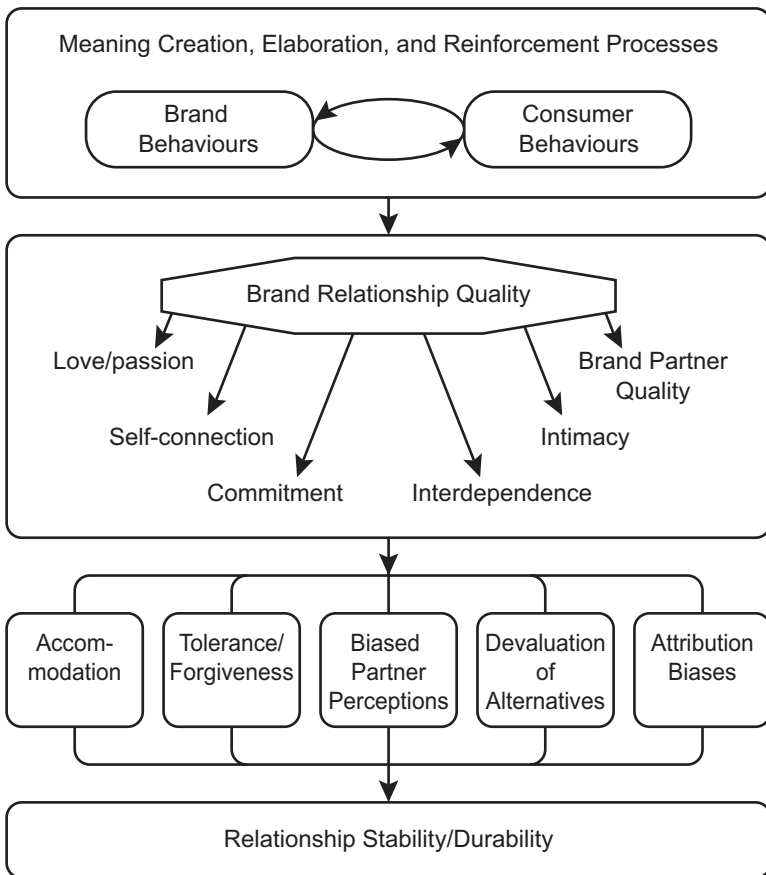 Meaning Creation, Elaboration, and Reinforcement Processes
Brand
Behaviours
Consumer
Behaviours
Brand Relationship Quality
Love/passion
Brand Partner
Quality
Self-connection
Intimacy
Commitment
Interdependence
Accom-
modation
Tolerance/
Forgiveness
Biased
Partner
Perceptions
Devaluation
of
Alternatives
Attribution
Biases
Relationship Stability/Durability